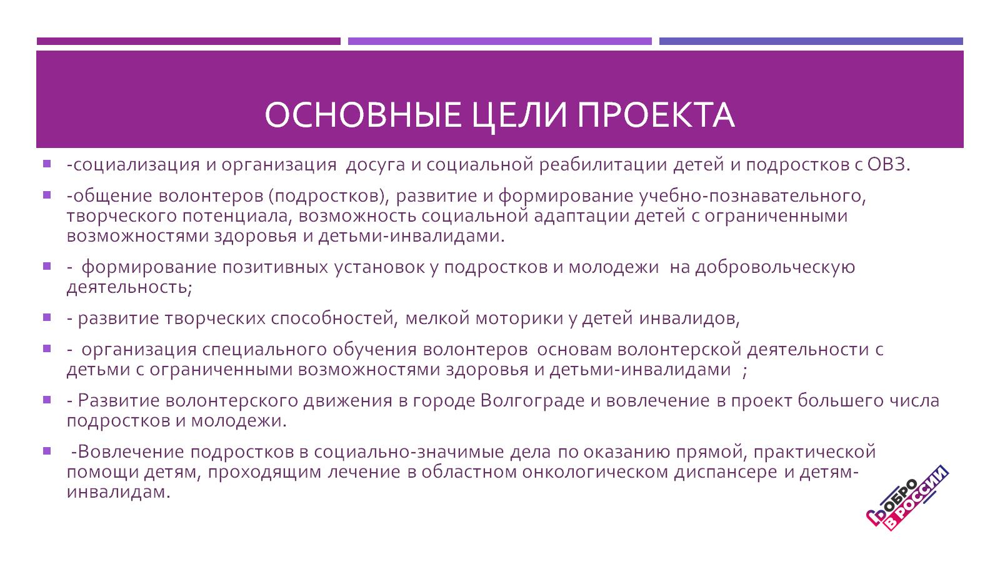 ОСНОВНЫЕ ЦЕЛИ ПРОЕКТА
-социализация и организация  досуга и социальной реабилитации детей и подростков с ОВЗ.
-общение волонтеров (подростков), развитие и формирование учебно-познавательного,
творческого потенциала, возможность социальной адаптации детей с ограниченными
возможностями здоровья и детьми-инвалидами.
-  формирование позитивных установок у подростков и молодежи  на добровольческую
деятельность;
- развитие творческих способностей, мелкой моторики у детей инвалидов,
-  организация специального обучения волонтеров  основам волонтерской деятельности с
детьми с ограниченными возможностями здоровья и детьми-инвалидами  ;
- Развитие волонтерского движения в городе Волгограде и вовлечение в проект большего числа
подростков и молодежи.
-Вовлечение подростков в социально-значимые дела по оказанию прямой, практической
помощи детям, проходящим лечение в областном онкологическом диспансере и детям-
инвалидам.
ДОБРО
В РОССИИ